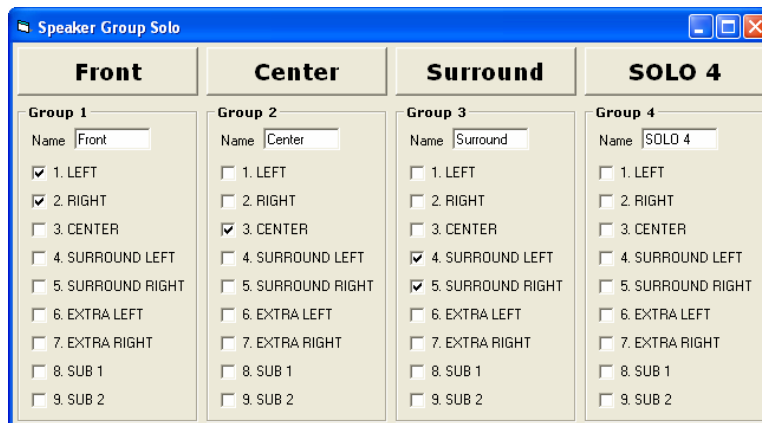 Speaker Group Solo
Front
Center
Surround
SOLO 4
Group 1
Name Front
1. LEFT
2. RIGHT
3. CENTER
4. SURROUND LEFT
5. SURROUND RIGHT
6. EXTRA LEFT
7. EXTRA RIGHT
8. SUB 1
9. SUB 2
Group 2
Name Center
1. LEFT
2. RIGHT
3. CENTER
4. SURROUND LEFT
5. SURROUND RIGHT
6. EXTRA LEFT
7. EXTRA RIGHT
8. SUB 1
9. SUB 2
Group 3
Name Surround
1. LEFT
2. RIGHT
3. CENTER
4. SURROUND LEFT
5. SURROUND RIGHT
6. EXTRA LEFT
7. EXTRA RIGHT
8. SUB 1
9. SUB 2
Group 4
Name SOLO 4
1. LEFT
2. RIGHT
3. CENTER
4. SURROUND LEFT
5. SURROUND RIGHT
6. EXTRA LEFT
7. EXTRA RIGHT
8. SUB 1
9. SUB 2